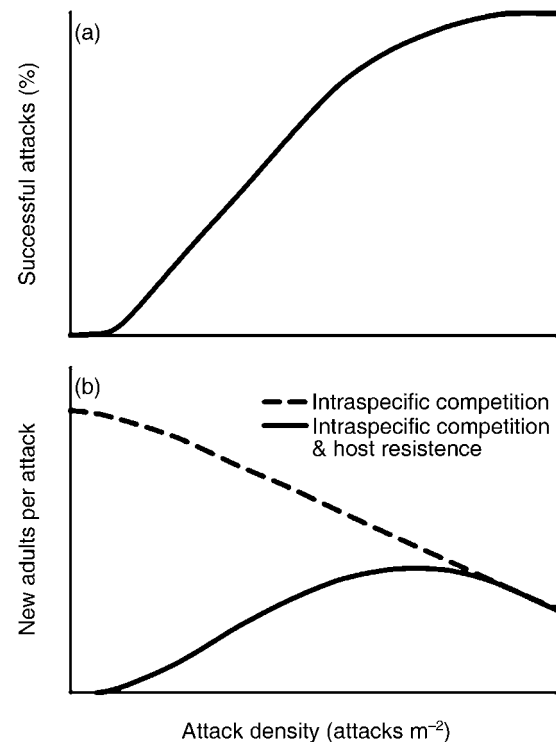 (a)
Successful attacks (%)
(b)
Intraspecific competition
Intraspecific competition
& host resistence
New adults per attack
Attack density (attacks m⁻²)